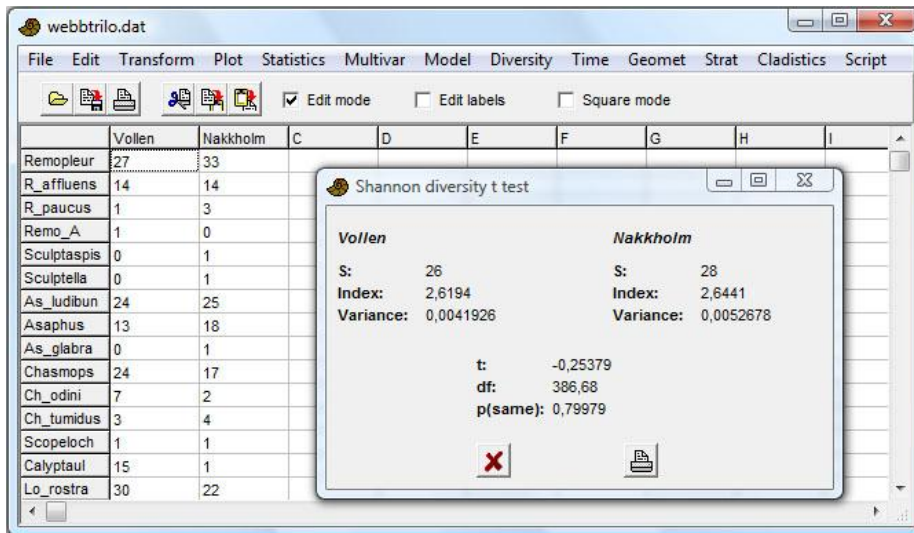 webbtrilo.dat
File Edit Transform Plot Statistics Multivar Model Diversity Time Geomet Strat Cladistics Script
Edit mode Edit labels Square mode
Vollen Nakkholm C D E F G H I
Remopleur 27 33
R_affluens 14 14
R_paucus 1 3
Remo_A 1 0
Sculptaspis 0 1
Sculptella 0 1
As_ludibun 24 25
Asaphus 13 18
As_glabra 0 1
Chasmops 24 17
Ch_odini 7 2
Ch_tumidus 3 4
Scopeloch 1 1
Calyptaul 15 1
Lo_rostra 30 22
Shannon diversity t test
Vollen Nakkholm
S: 26 S: 28
Index: 2,6194 Index: 2,6441
Variance: 0,0041926 Variance: 0,0052678
t: -0,25379
df: 386,68
p(same): 0,79979